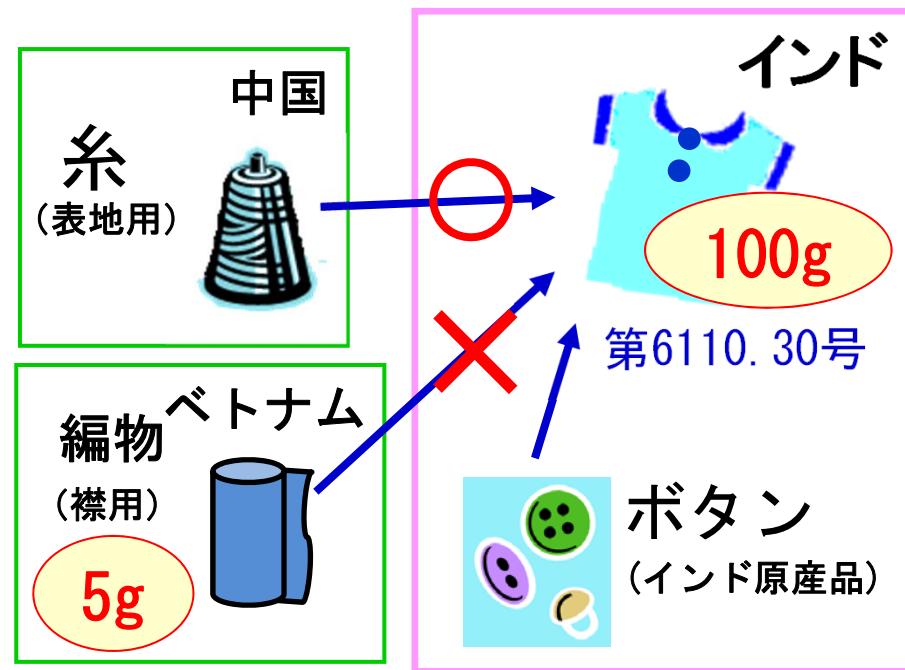 中国
糸
(表地用)
ベトナム
編物
(襟用)
5g
インド
100g
第6110.30号
ボタン
(インド原産品)